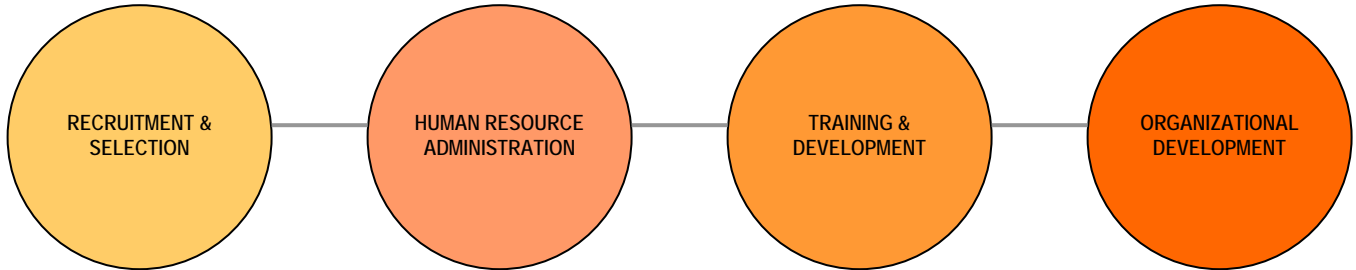 RECRUITMENT &
SELECTION
HUMAN RESOURCE
ADMINISTRATION
TRAINING &
DEVELOPMENT
ORGANIZATIONAL
DEVELOPMENT